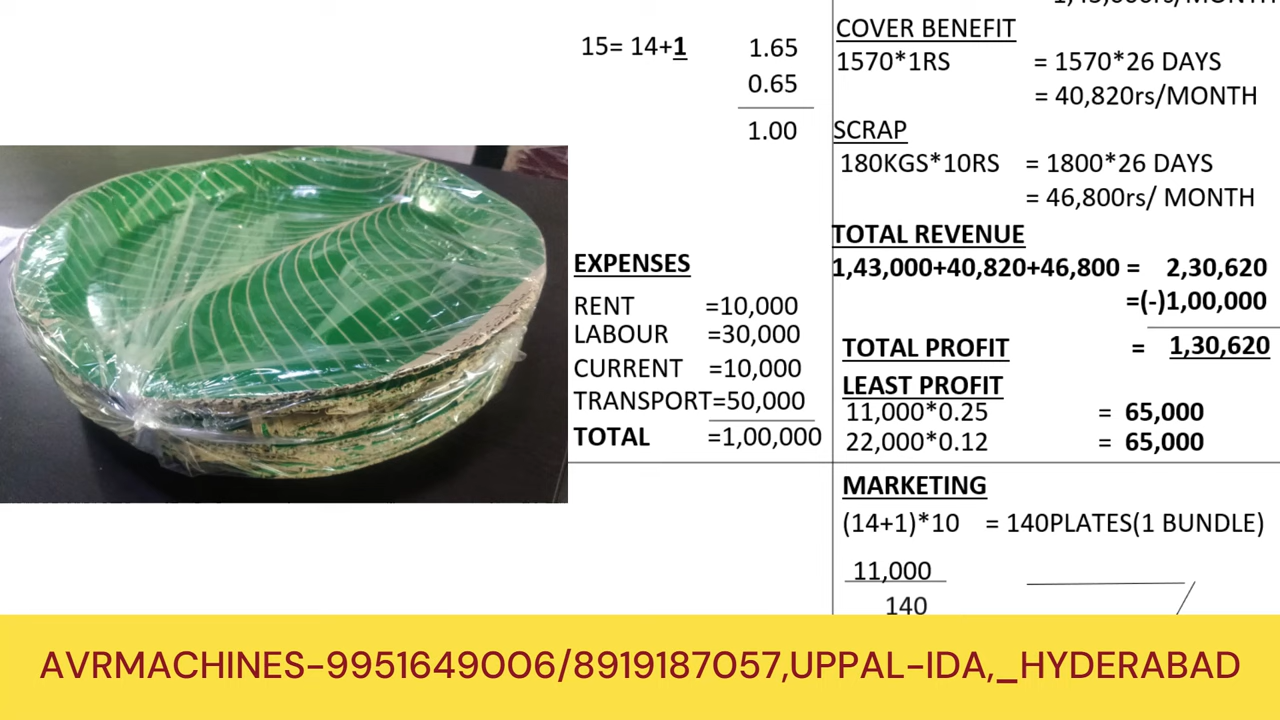 15= 14+1 1.65
0.65
1.00
EXPENSES
RENT =10,000
LABOUR =30,000
CURRENT =10,000
TRANSPORT=50,000
TOTAL =1,00,000
COVER BENEFIT
1570*1RS = 1570*26 DAYS
= 40,820rs/MONTH
SCRAP
180KGS*10RS = 1800*26 DAYS
= 46,800rs/ MONTH
TOTAL REVENUE
1,43,000+40,820+46,800 = 2,30,620
=(-)1,00,000
TOTAL PROFIT = 1,30,620
LEAST PROFIT
11,000*0.25 = 65,000
22,000*0.12 = 65,000
MARKETING
(14+1)*10 = 140PLATES(1 BUNDLE)
11,000
140
AVRMACHINES-9951649006/8919187057,UPPAL-IDA,_HYDERABAD